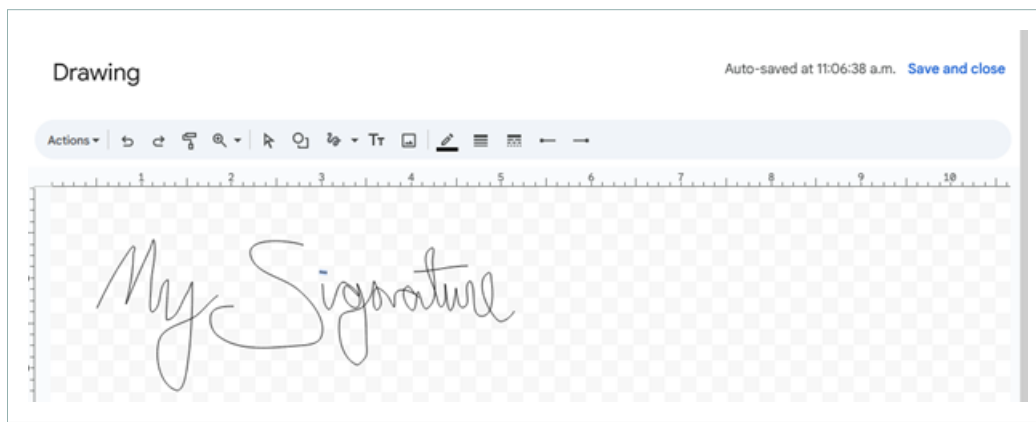 Drawing
Auto-saved at 11:06:38 a.m. Save and close
Actions Tт
1 2 3 4 5 6 7 8 9 10
My Signature